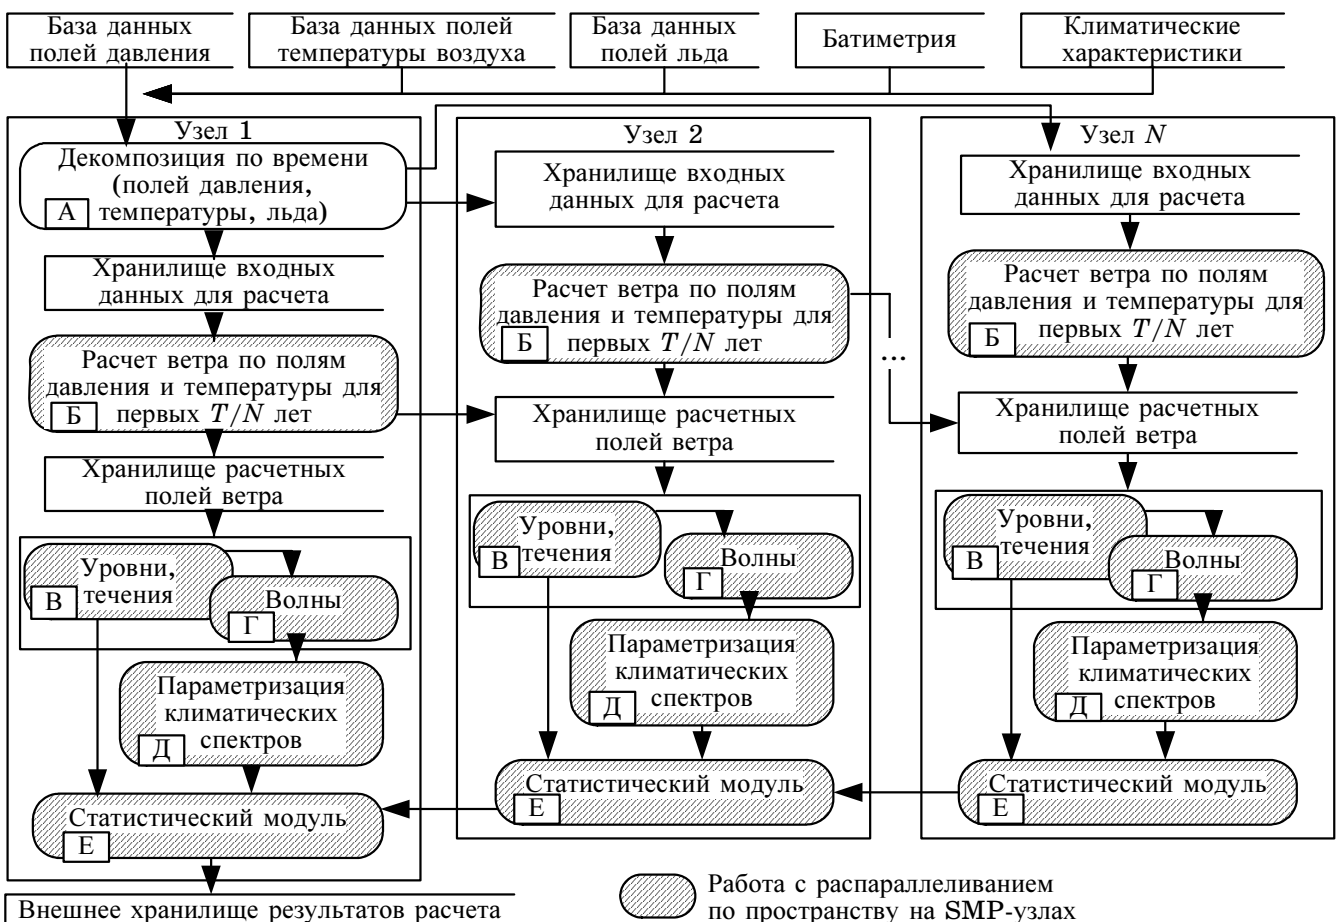 База данных
полей давления
База данных полей
температуры воздуха
База данных
полей льда
Батиметрия
Климатические
характеристики
Узел 1
Декомпозиция по времени
(полей давления,
температуры, льда)
А
Хранилище входных
данных для расчета
Расчет ветра по полям
давления и температуры для
первых T/N лет
Б
Хранилище расчетных
полей ветра
Уровни,
течения
В
Волны
Г
Параметризация
климатических
спектров
Д
Статистический модуль
Е
Внешнее хранилище результатов расчета
Узел 2
Хранилище входных
данных для расчета
Расчет ветра по полям
давления и температуры для
первых T/N лет
Б
Хранилище расчетных
полей ветра
Уровни,
течения
В
Волны
Г
Параметризация
климатических
спектров
Д
Статистический модуль
Е
...
Узел N
Хранилище входных
данных для расчета
Расчет ветра по полям
давления и температуры для
первых T/N лет
Б
Хранилище расчетных
полей ветра
Уровни,
течения
В
Волны
Г
Параметризация
климатических
спектров
Д
Статистический модуль
Е
Работа с распараллеливанием
по пространству на SMP-узлах